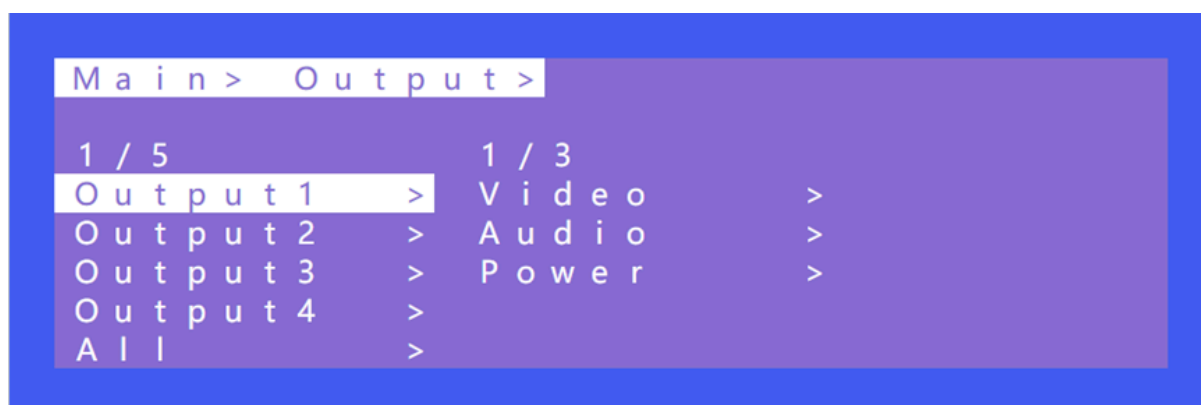 Main> Output>
1/5 1/3
Output1 > Video >
Output2 > Audio >
Output3 > Power >
Output4 >
All >